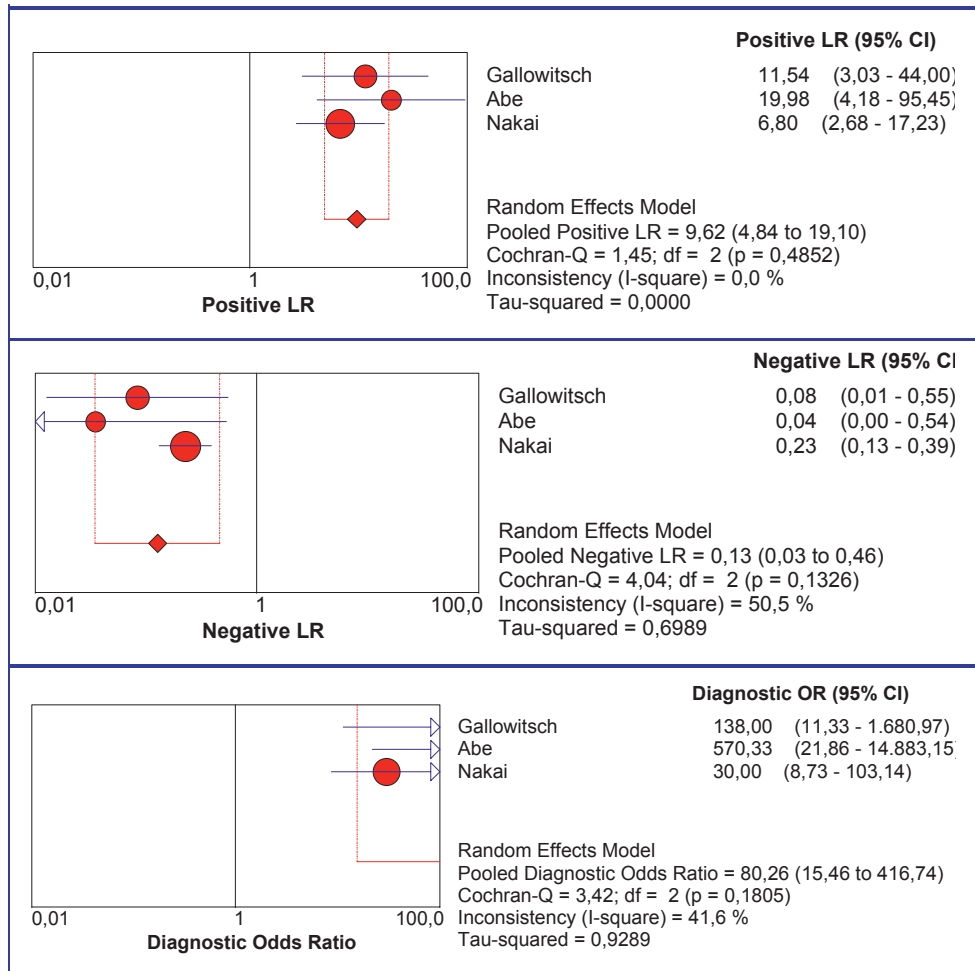 Positive LR (95% CI)
Gallowitsch 11,54 (3,03 - 44,00)
Abe 19,98 (4,18 - 95,45)
Nakai 6,80 (2,68 - 17,23)
Random Effects Model
Pooled Positive LR = 9,62 (4,84 to 19,10)
Cochran-Q = 1,45; df = 2 (p = 0,4852)
Inconsistency (I-square) = 0,0 %
Tau-squared = 0,0000
0,01 1 100,0
Positive LR
Negative LR (95% CI
Gallowitsch 0,08 (0,01 - 0,55)
Abe 0,04 (0,00 - 0,54)
Nakai 0,23 (0,13 - 0,39)
Random Effects Model
Pooled Negative LR = 0,13 (0,03 to 0,46)
Cochran-Q = 4,04; df = 2 (p = 0,1326)
Inconsistency (I-square) = 50,5 %
Tau-squared = 0,6989
0,01 1 100,0
Negative LR
Diagnostic OR (95% CI)
Gallowitsch 138,00 (11,33 - 1.680,97)
Abe 570,33 (21,86 - 14.883,15)
Nakai 30,00 (8,73 - 103,14)
Random Effects Model
Pooled Diagnostic Odds Ratio = 80,26 (15,46 to 416,74)
Cochran-Q = 3,42; df = 2 (p = 0,1805)
Inconsistency (I-square) = 41,6 %
Tau-squared = 0,9289
0,01 1 100,0
Diagnostic Odds Ratio